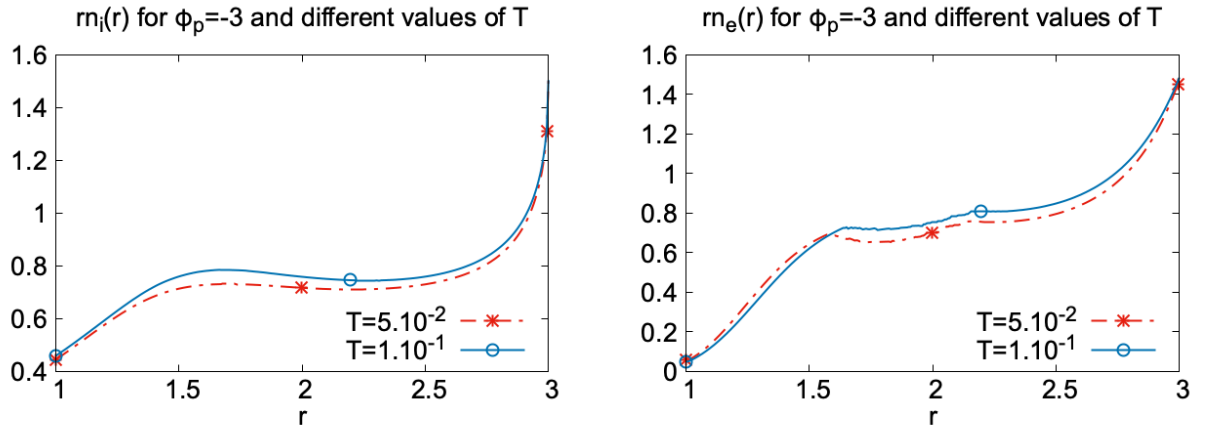 rn_i(r) for ϕ_p=-3 and different values of T
1.6
1.4
1.2
1
0.8
0.6
0.4
T=5.10^-2
T=1.10^-1
1 1.5 2 2.5 3
r
rn_e(r) for ϕ_p=-3 and different values of T
1.6
1.4
1.2
1
0.8
0.6
0.4
0.2
0
T=5.10^-2
T=1.10^-1
1 1.5 2 2.5 3
r